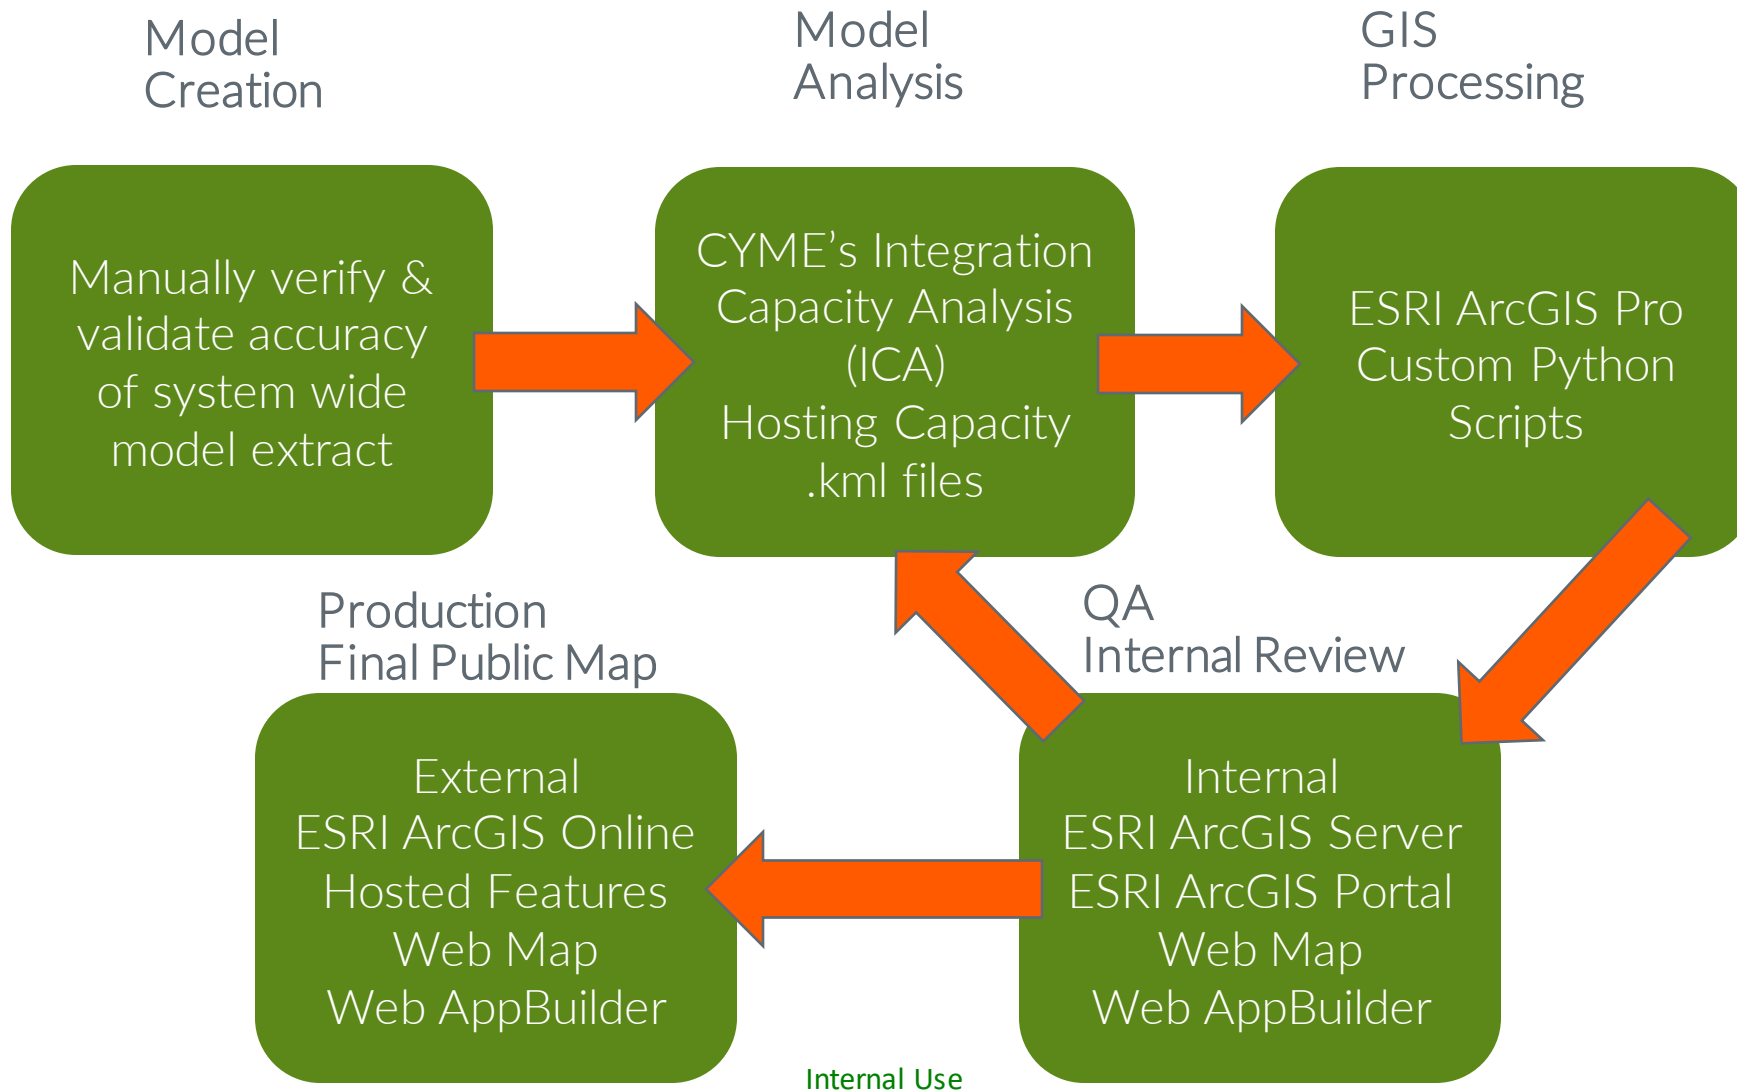 Model
Creation
Model
Analysis
GIS
Processing
Manually verify &
validate accuracy
of system wide
model extract
CYME’s Integration
Capacity Analysis
(ICA)
Hosting Capacity
.kml files
ESRI ArcGIS Pro
Custom Python
Scripts
Production
Final Public Map
QA
Internal Review
External
ESRI ArcGIS Online
Hosted Features
Web Map
Web AppBuilder
Internal
ESRI ArcGIS Server
ESRI ArcGIS Portal
Web Map
Web AppBuilder
Internal Use